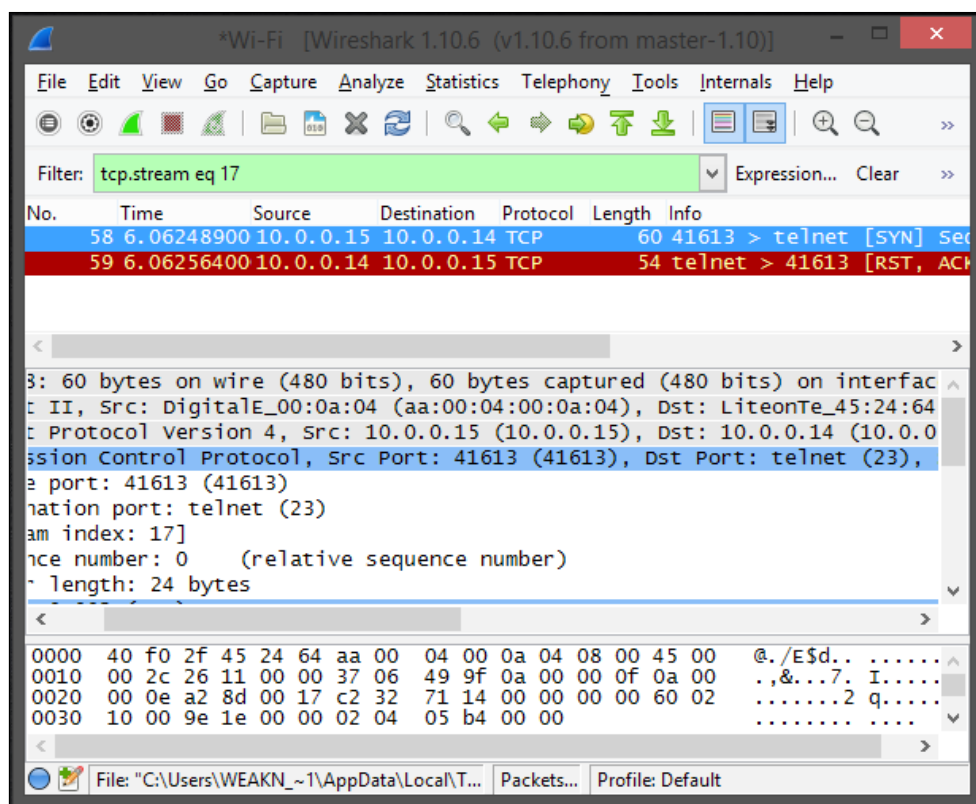 *Wi-Fi [Wireshark 1.10.6 (v1.10.6 from master-1.10)]
File Edit View Go Capture Analyze Statistics Telephony Tools Internals Help
Filter: tcp.stream eq 17 Expression... Clear »
No. Time Source Destination Protocol Length Info
58 6.06248900 10.0.0.15 10.0.0.14 TCP 60 41613 > telnet [SYN] Sec
59 6.06256400 10.0.0.14 10.0.0.15 TCP 54 telnet > 41613 [RST, ACK
8: 60 bytes on wire (480 bits), 60 bytes captured (480 bits) on interfac
t II, Src: DigitalE_00:0a:04 (aa:00:04:00:0a:04), Dst: LiteonTe_45:24:64
t Protocol Version 4, Src: 10.0.0.15 (10.0.0.15), Dst: 10.0.0.14 (10.0.0
ssion Control Protocol, Src Port: 41613 (41613), Dst Port: telnet (23),
e port: 41613 (41613)
nation port: telnet (23)
am index: 17]
nce number: 0 (relative sequence number)
r length: 24 bytes
0000 40 f0 2f 45 24 64 aa 00 04 00 0a 04 08 00 45 00 @./E$d.. ......
0010 00 2c 26 11 00 00 37 06 49 9f 0a 00 00 0f 0a 00 .,&...7. I.....
0020 00 0e a2 8d 00 17 c2 32 71 14 00 00 00 00 60 02 .......2 q.....
0030 10 00 9e 1e 00 00 02 04 05 b4 00 00 ........ ....
File: "C:\Users\WEAKN_~1\AppData\Local\T... Packets... Profile: Default